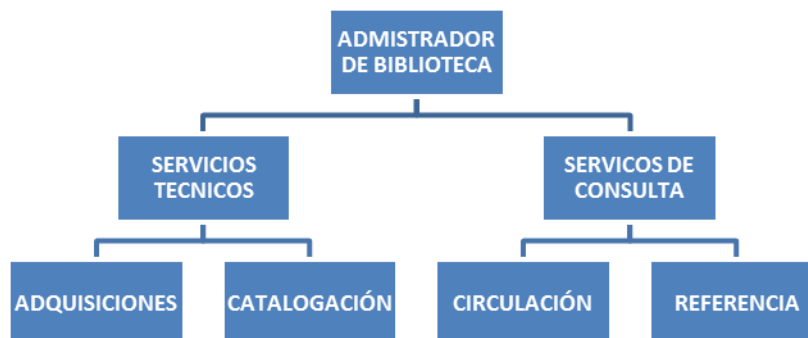 ADMISTRADOR
DE BIBLIOTECA
SERVICIOS
TECNICOS
SERVICOS DE
CONSULTA
ADQUISICIONES
CATALOGACIÓN
CIRCULACIÓN
REFERENCIA